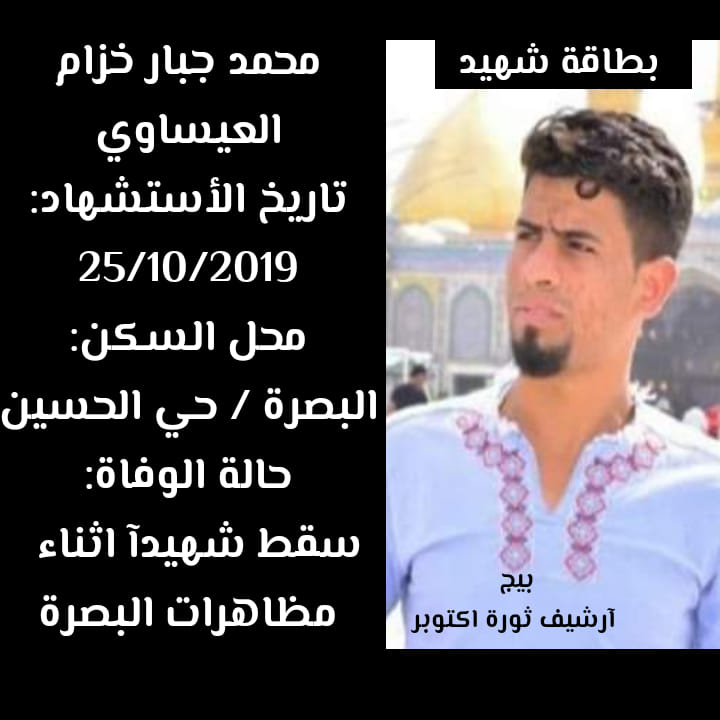 بطاقة شهيد
محمد جبار خزام
العيساوي
تاريخ الأستشهاد:
25/10/2019
محل السكن:
البصرة / حي الحسين
حالة الوفاة:
سقط شهيدآ اثناء
مظاهرات البصرة
بيج
آرشيف ثورة اكتوبر